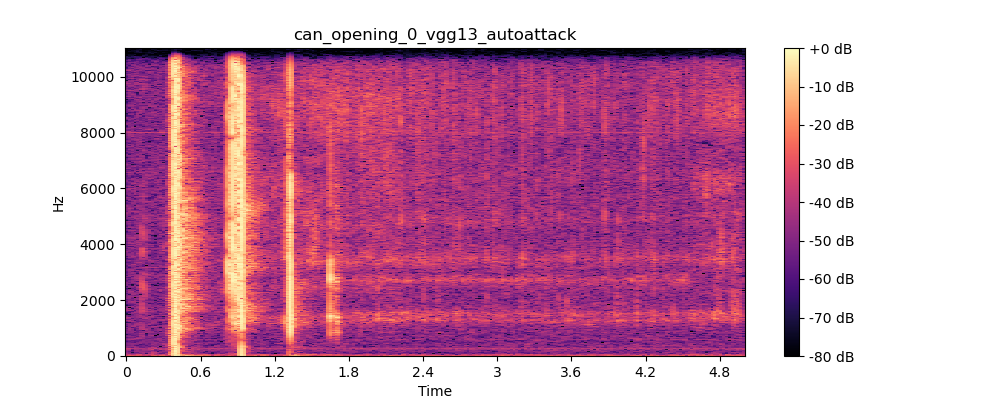 can_opening_0_vgg13_autoattack
Hz
10000
8000
6000
4000
2000
0
0 0.6 1.2 1.8 2.4 3 3.6 4.2 4.8
Time
+0 dB
-10 dB
-20 dB
-30 dB
-40 dB
-50 dB
-60 dB
-70 dB
-80 dB